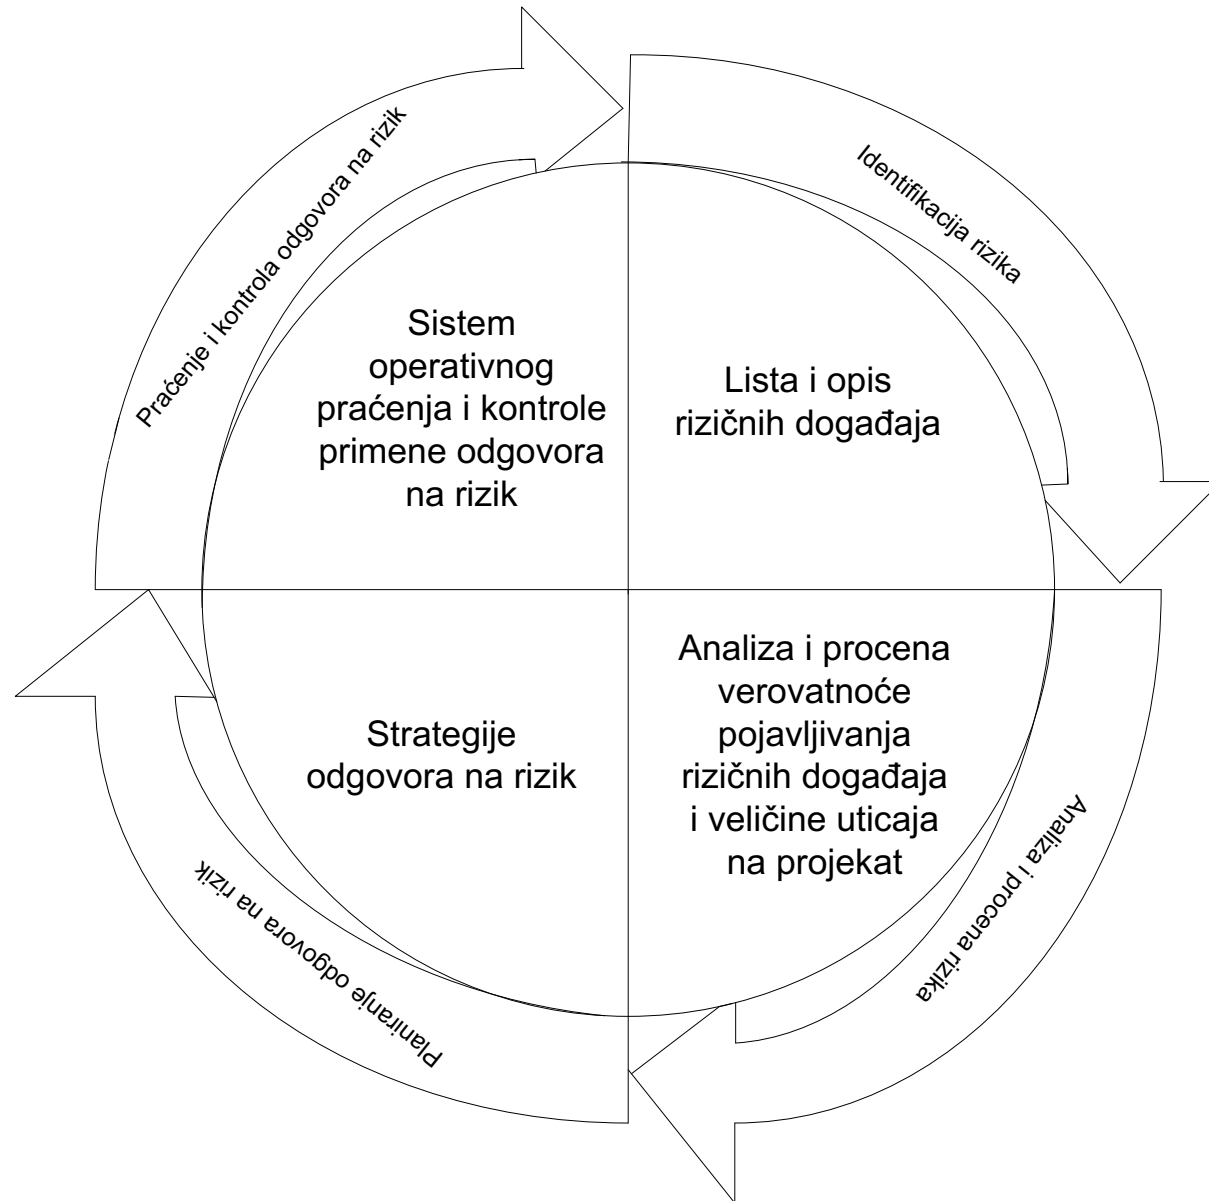 Praćenje i kontrola odgovora na rizik
Identifikacija rizika
Sistem
operativnog
praćenja i kontrole
primene odgovora
na rizik
Lista i opis
rizičnih događaja
Strategije
odgovora na rizik
Analiza i procena
verovatnoće
pojavljivanja
rizičnih događaja
i veličine uticaja
na projekat
Planiranje odgovora na rizik
Analiza i procena rizika